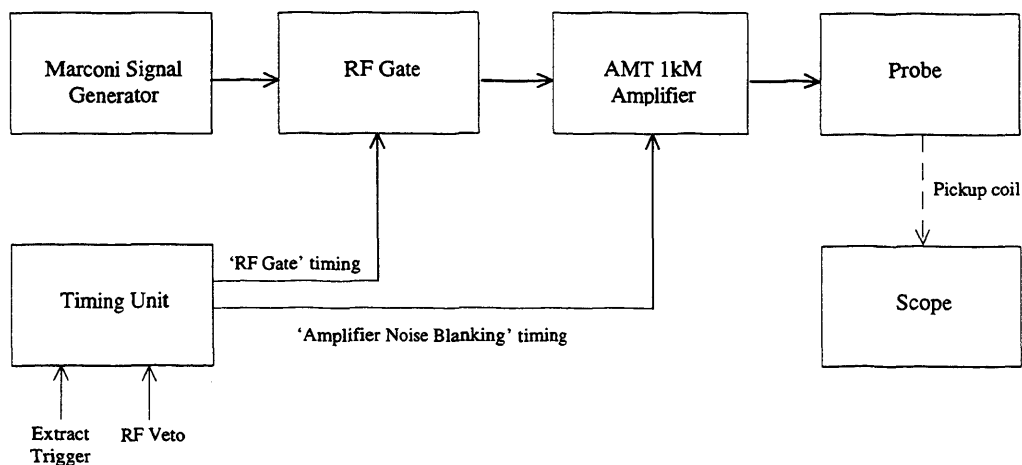 Marconi Signal
Generator
RF Gate
AMT 1kM
Amplifier
Probe
Pickup coil
'RF Gate' timing
Timing Unit
Scope
'Amplifier Noise Blanking' timing
Extract
Trigger
RF Veto